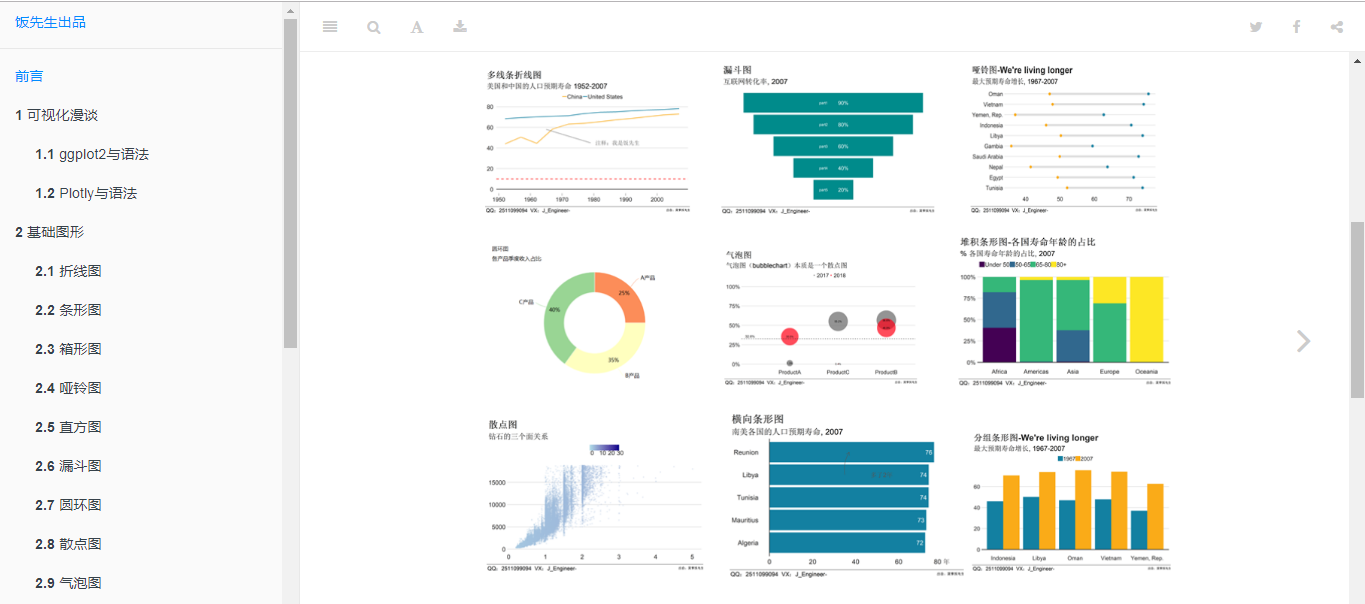 饭先生出品
前言
1 可视化漫谈
1.1 ggplot2与语法
1.2 Plotly与语法
2 基础图形
2.1 折线图
2.2 条形图
2.3 箱形图
2.4 哑铃图
2.5 直方图
2.6 漏斗图
2.7 圆环图
2.8 散点图
2.9 气泡图
A
多线条折线图
美国和中国的人口预期寿命 1952-2007
China United States
80
60
40
20
0
1952 1960 1970 1980 1990 2000
QQ: 2511099094 VX: J_Engineer-
漏斗图
互联网转化率, 2007
90%
80%
60%
40%
20%
QQ: 2511099094 VX: J_Engineer-
哑铃图-We're living longer
最大预期寿命增长, 1967-2007
Oman
Vietnam
Yemen, Rep.
Indonesia
Libya
Gambia
Saudi Arabia
Nepal
Egypt
Tunisia
40 50 60 70
QQ: 2511099094 VX: J_Engineer-
圆环图
各产品季度收入占比
A产品
25%
C产品
40%
35%
B产品
气泡图
气泡图（bubblechart）本质是一个散点图
2017 - 2018
100%
75%
50%
25%
0%
ProductA ProductC ProductB
QQ: 2511099094 VX: J_Engineer-
堆积条形图-各国寿命年龄的占比
% 各国寿命年龄的占比, 2007
Under 50 50-65 65-80 80+
100%
75%
50%
25%
0%
Africa Americas Asia Europe Oceania
QQ: 2511099094 VX: J_Engineer-
散点图
钻石的三个面关系
0 10 20 30
15000
10000
5000
0
0 1 2 3 4 5
QQ: 2511099094 VX: J_Engineer-
横向条形图
南美各国的人口预期寿命, 2007
Reunion 76
Libya 74
Tunisia 74
Mauritius 73
Algeria 72
0 20 40 60 80 年
QQ: 2511099094 VX: J_Engineer-
分组条形图-We're living longer
最大预期寿命增长, 1967-2007
1967 2007
60
40
20
0
Indonesia Libya Oman Vietnam Yemen, Rep.
QQ: 2511099094 VX: J_Engineer-